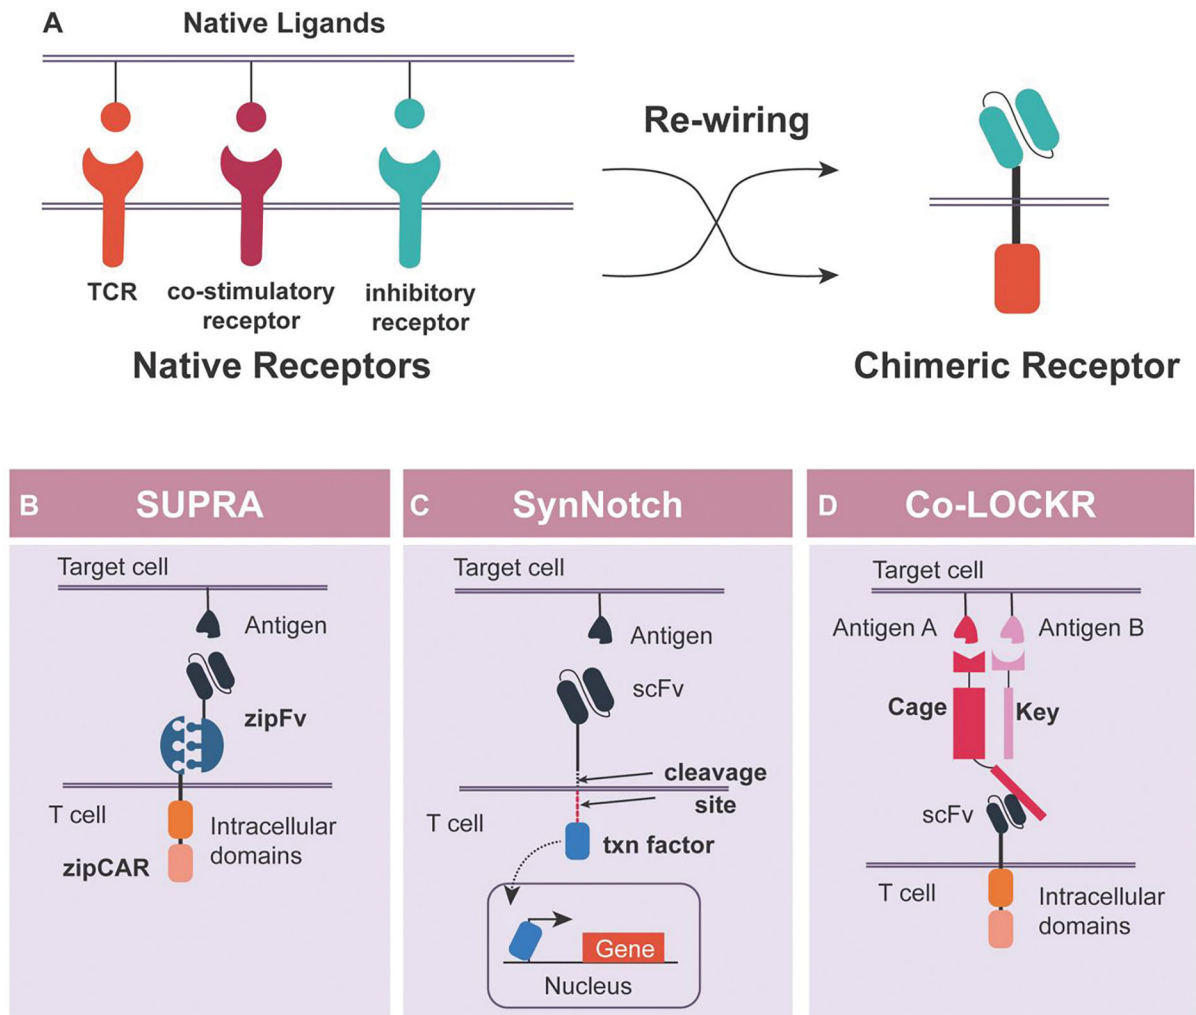 A
Native Ligands
Re-wiring
TCR
co-stimulatory
receptor
inhibitory
receptor
Native Receptors
Chimeric Receptor
B
SUPRA
Target cell
Antigen
zipFv
T cell
Intracellular
domains
zipCAR
C
SynNotch
Target cell
Antigen
scFv
cleavage
site
T cell
txn factor
Gene
Nucleus
D
Co-LOCKR
Target cell
Antigen A
Antigen B
Cage
Key
scFv
T cell
Intracellular
domains